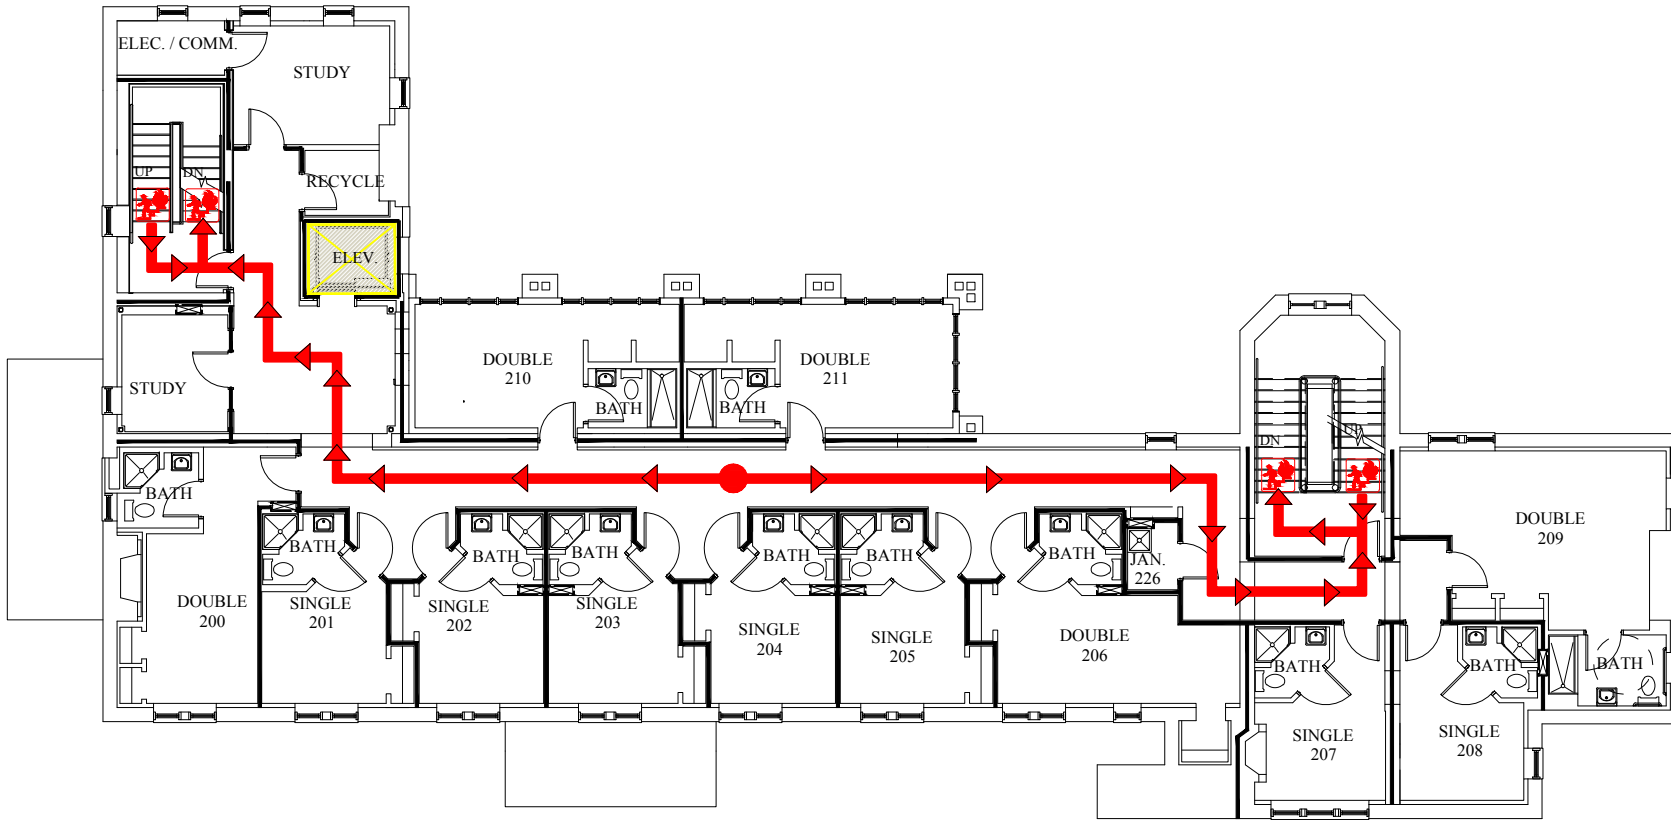 ELEC. / COMM.
STUDY
UP
DN.
RECYCLE
ELEV.
STUDY
DOUBLE
210
BATH
BATH
DOUBLE
211
DN
UP
BATH
DOUBLE
200
BATH
SINGLE
201
BATH
SINGLE
202
BATH
SINGLE
203
BATH
SINGLE
204
BATH
SINGLE
205
BATH
DOUBLE
206
JAN.
226
BATH
SINGLE
207
BATH
SINGLE
208
DOUBLE
209
BATH